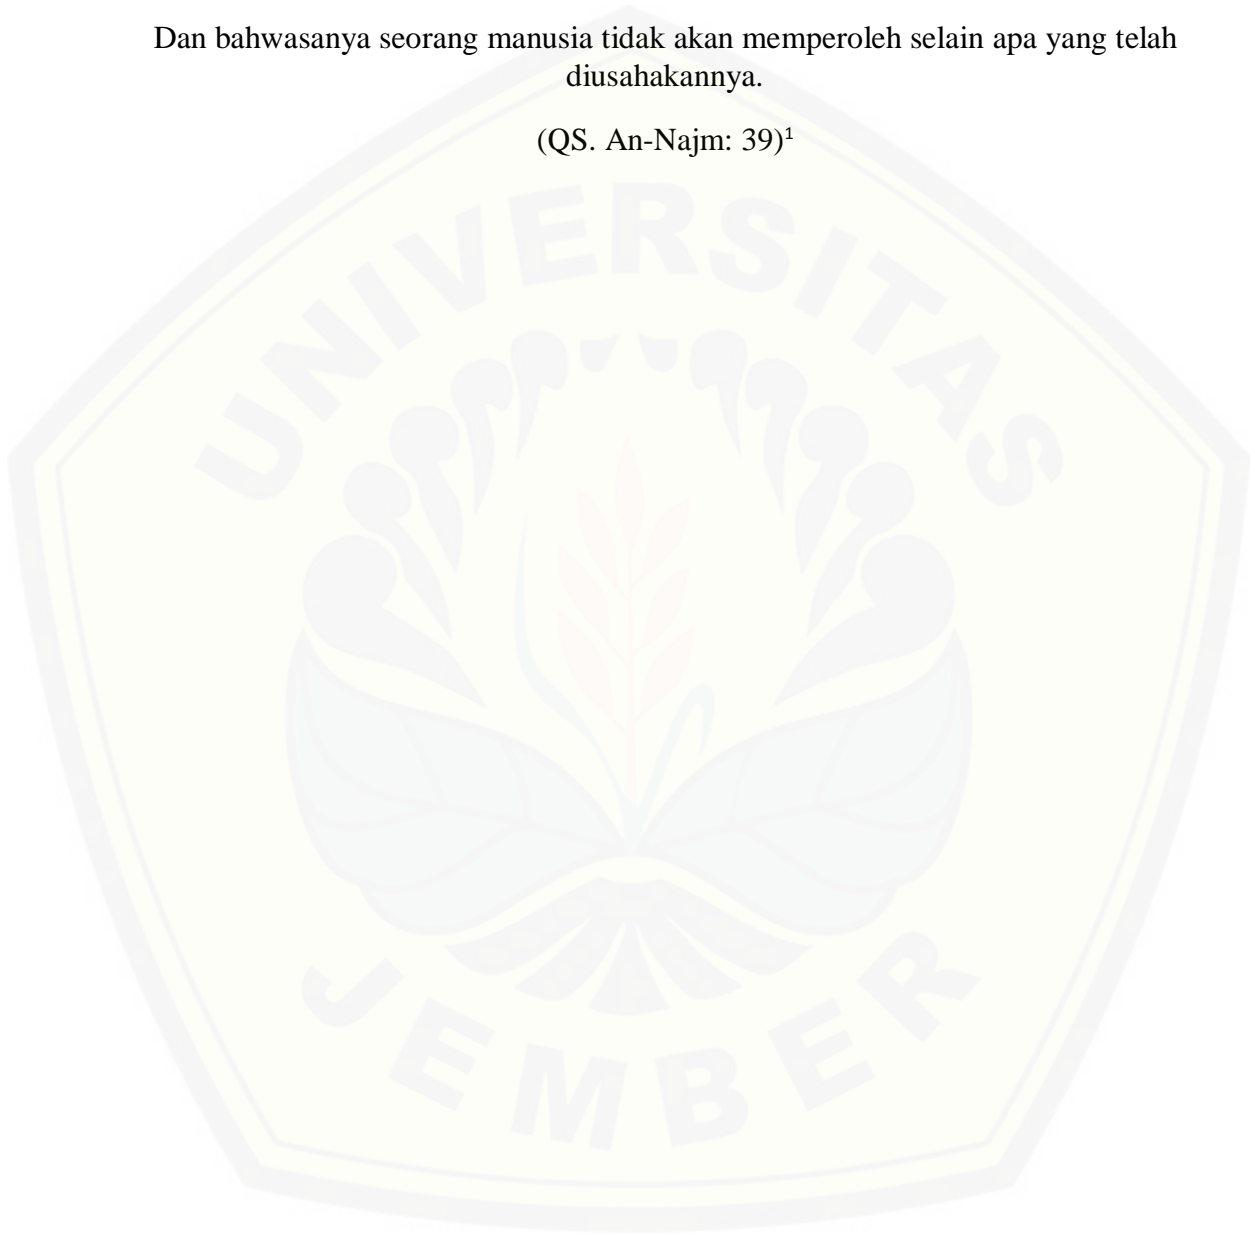 Dan bahwasanya seorang manusia tidak akan memperoleh selain apa yang telah
diusahakannya.
(QS. An-Najm: 39)¹
UNIVERSITAS
JEMBER